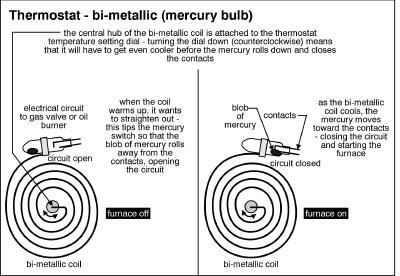 Thermostat - bi-metallic (mercury bulb)
the central hub of the bi-metallic coil is attached to the thermostat
temperature setting dial - turning the dial down (counterclockwise) means
that it will have to get even cooler before the mercury rolls down and closes
the contacts
electrical circuit
to gas valve or oil
burner
when the coil
warms up, it wants
to straighten out -
this tips the mercury
switch so that the
blob of mercury rolls
away from the
contacts, opening
the circuit
circuit open
furnace off
bi-metallic coil
blob
of
mercury
contacts
as the bi-metallic
coil cools, the
mercury moves
toward the contacts
- closing the circuit
and starting the
furnace
circuit closed
furnace on
bi-metallic coil